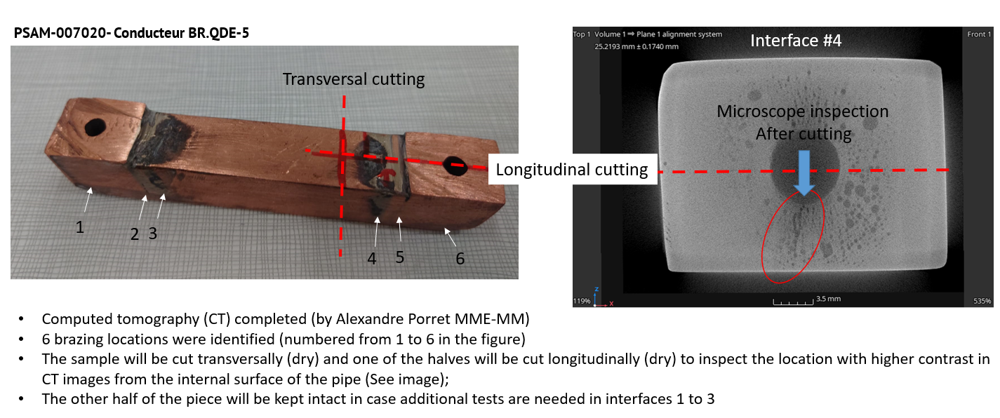 PSAM-007020- Conducteur BR.QDE-5
Transversal cutting
1
2
3
4
5
6
Longitudinal cutting
Top 1
Volume 1 ⇒ Plane 1 alignment system
25.2193 mm ± 0.1740 mm
Interface #4
Front 1
Microscope inspection
After cutting
z
x
119%
3.5 mm
535%
• Computed tomography (CT) completed (by Alexandre Porret MME-MM)
• 6 brazing locations were identified (numbered from 1 to 6 in the figure)
• The sample will be cut transversally (dry) and one of the halves will be cut longitudinally (dry) to inspect the location with higher contrast in
CT images from the internal surface of the pipe (See image);
• The other half of the piece will be kept intact in case additional tests are needed in interfaces 1 to 3